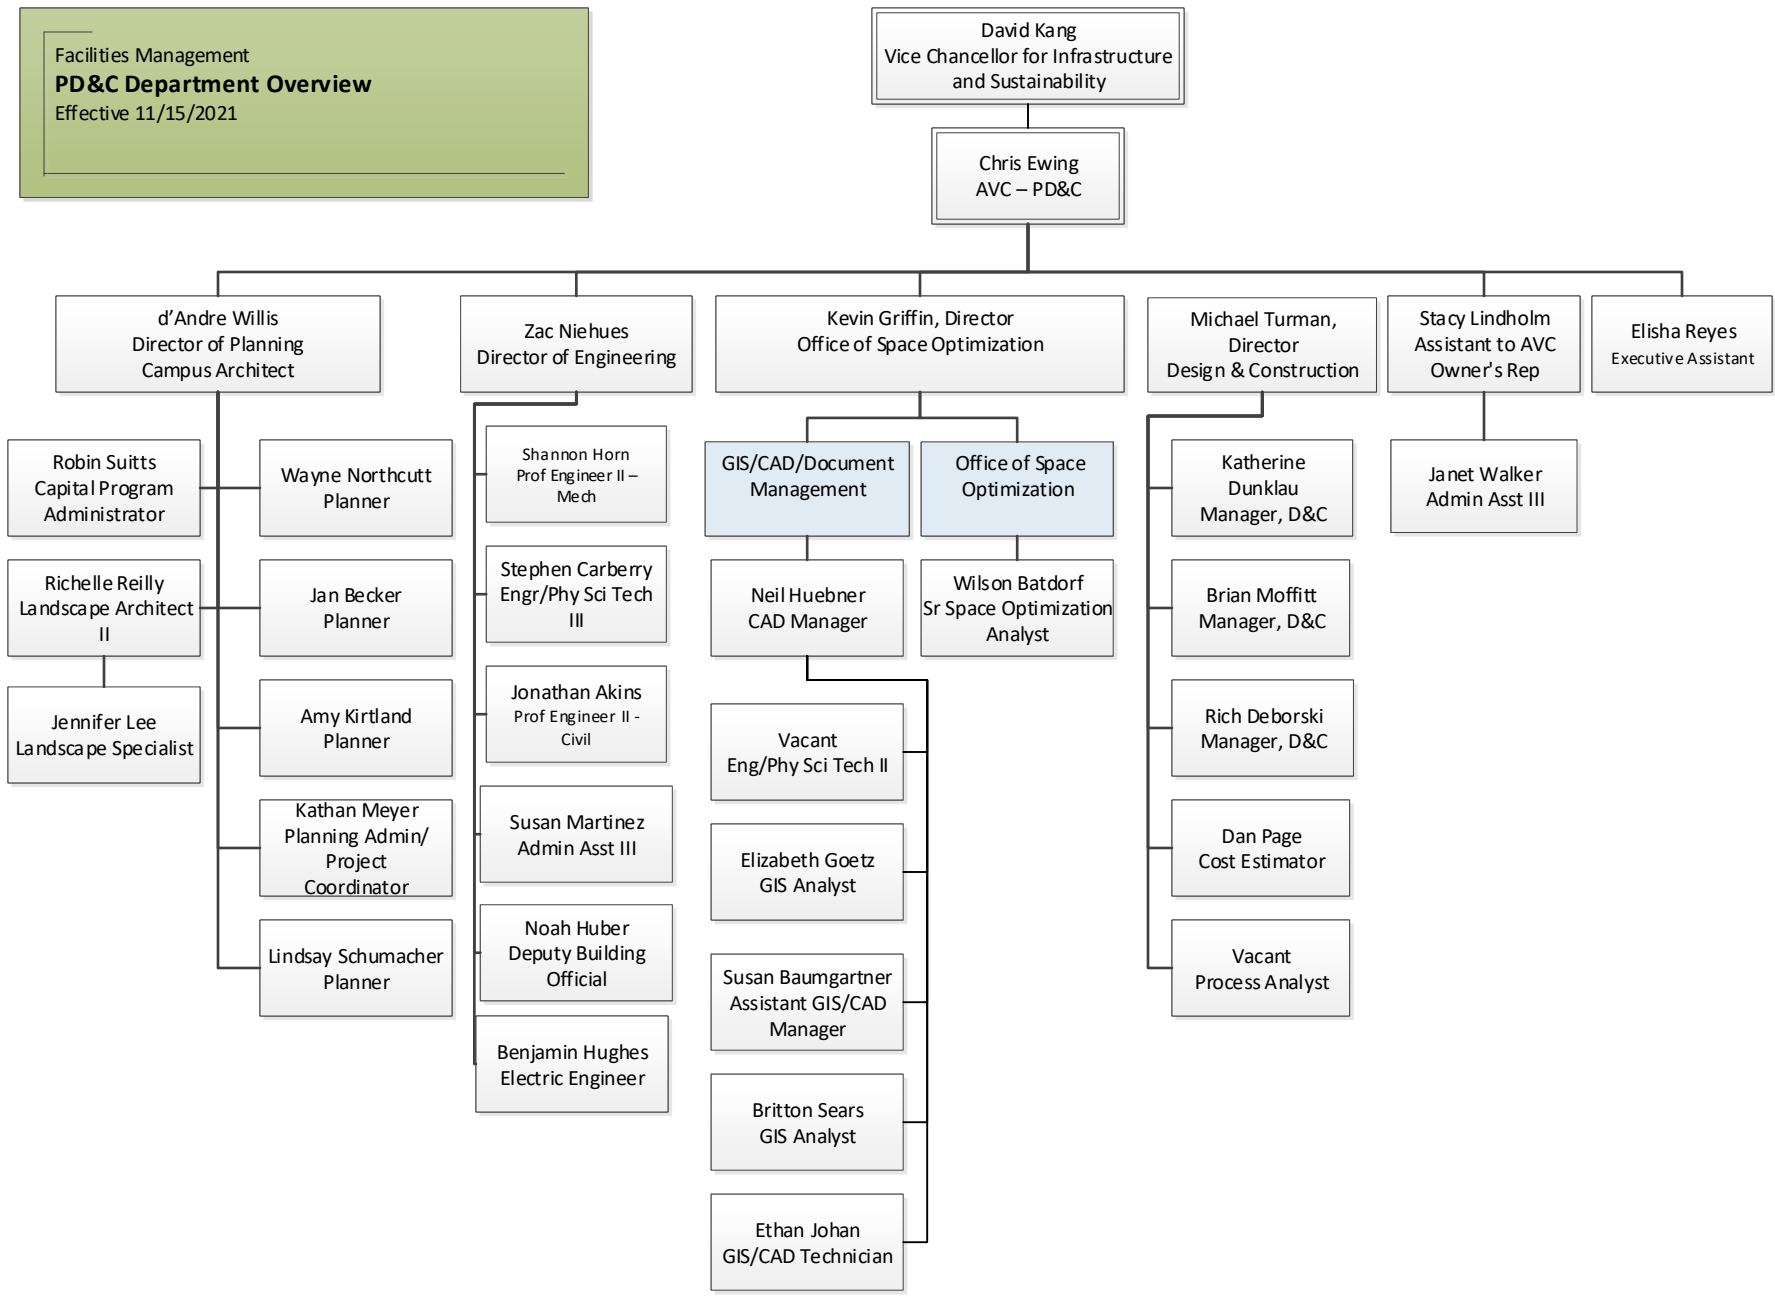 Facilities Management
PD&C Department Overview
Effective 11/15/2021
David Kang
Vice Chancellor for Infrastructure
and Sustainability
Chris Ewing
AVC – PD&C
d’Andre Willis
Director of Planning
Campus Architect
Zac Niehues
Director of Engineering
Kevin Griffin, Director
Office of Space Optimization
Michael Turman,
Director
Design & Construction
Stacy Lindholm
Assistant to AVC
Owner's Rep
Elisha Reyes
Executive Assistant
Robin Suitts
Capital Program
Administrator
Richelle Reilly
Landscape Architect
II
Jennifer Lee
Landscape Specialist
Wayne Northcutt
Planner
Jan Becker
Planner
Amy Kirtland
Planner
Kathan Meyer
Planning Admin/
Project
Coordinator
Lindsay Schumacher
Planner
Shannon Horn
Prof Engineer II –
Mech
Stephen Carberry
Engr/Phy Sci Tech
III
Jonathan Akins
Prof Engineer II -
Civil
Susan Martinez
Admin Asst III
Noah Huber
Deputy Building
Official
Benjamin Hughes
Electric Engineer
GIS/CAD/Document
Management
Neil Huebner
CAD Manager
Vacant
Eng/Phy Sci Tech II
Elizabeth Goetz
GIS Analyst
Susan Baumgartner
Assistant GIS/CAD
Manager
Britton Sears
GIS Analyst
Ethan Johan
GIS/CAD Technician
Office of Space
Optimization
Wilson Batdorf
Sr Space Optimization
Analyst
Katherine
Dunklau
Manager, D&C
Brian Moffitt
Manager, D&C
Rich Deborski
Manager, D&C
Dan Page
Cost Estimator
Vacant
Process Analyst
Janet Walker
Admin Asst III